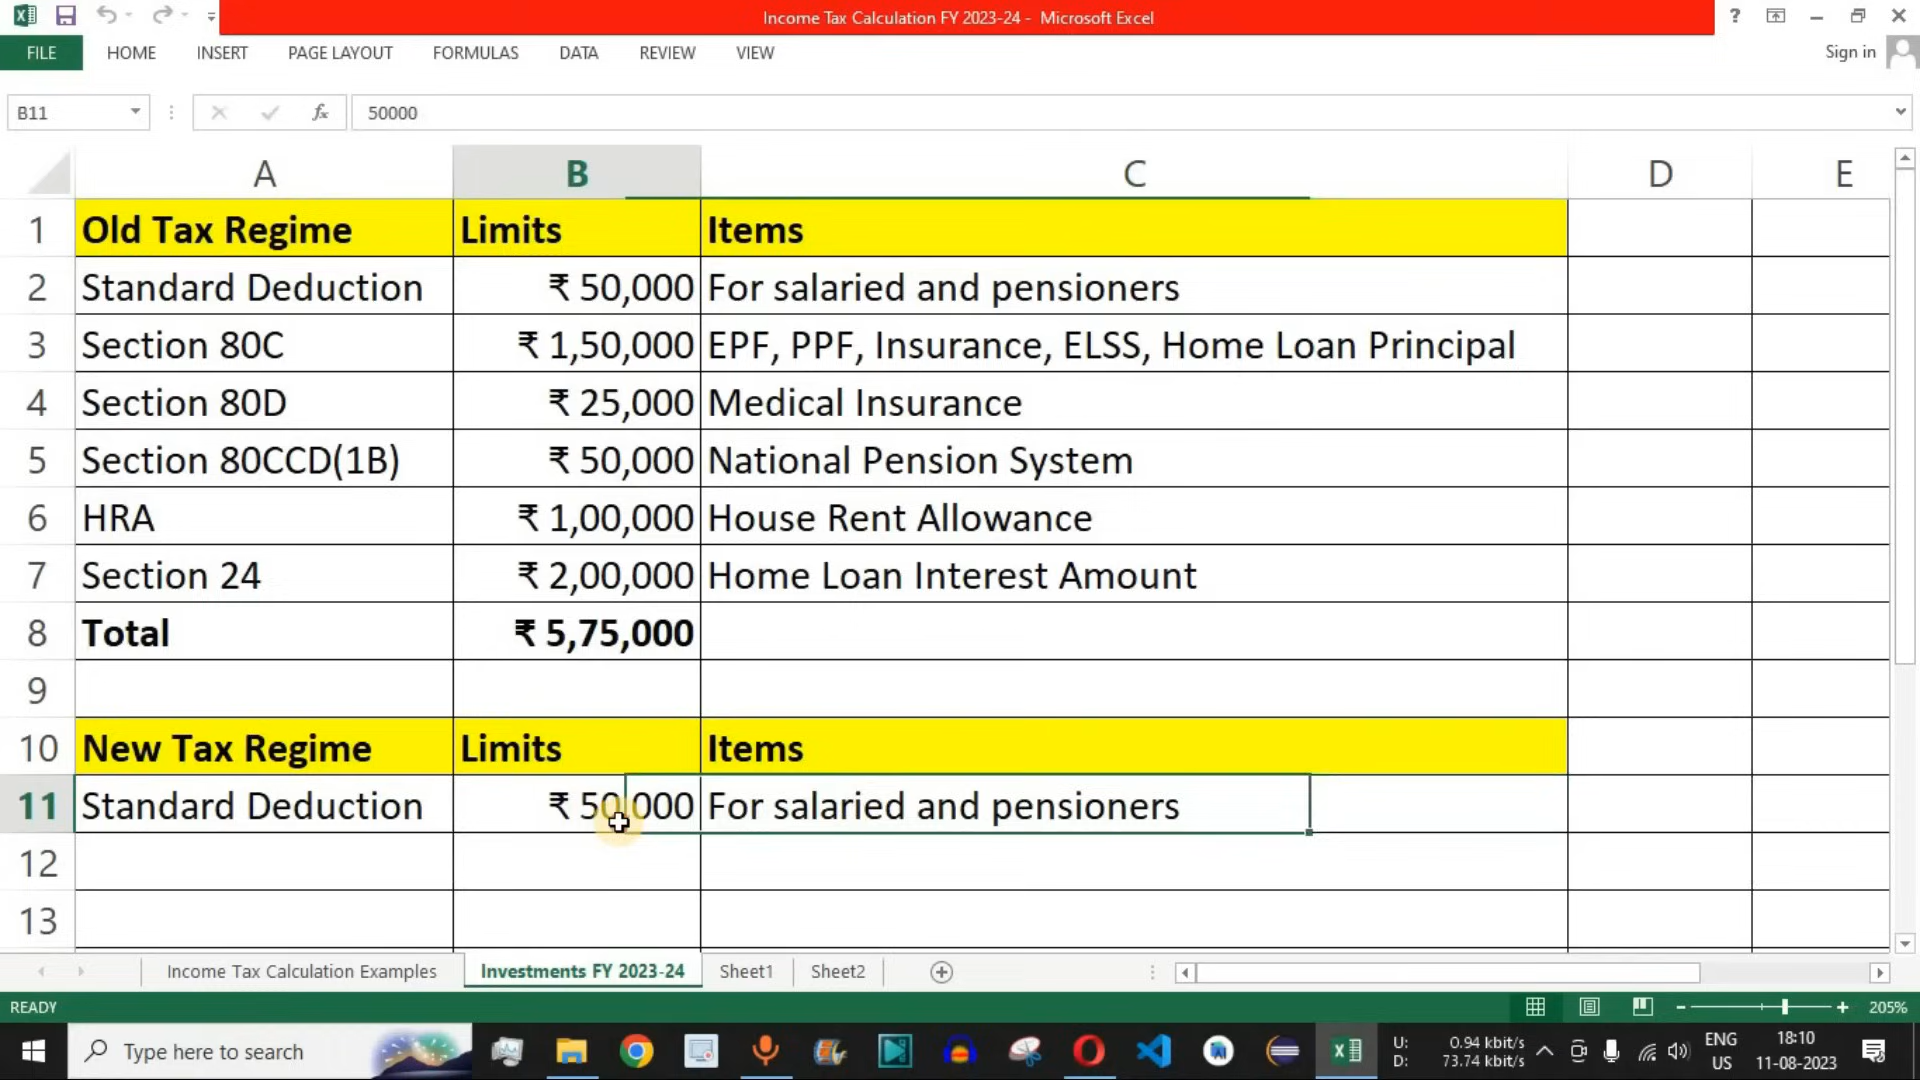 Income Tax Calculation FY 2023-24 - Microsoft Excel
?
FILE HOME INSERT PAGE LAYOUT FORMULAS DATA REVIEW VIEW Sign in
B11 fx 50000
A B C D E
1 Old Tax Regime Limits Items
2 Standard Deduction ₹ 50,000 For salaried and pensioners
3 Section 80C ₹ 1,50,000 EPF, PPF, Insurance, ELSS, Home Loan Principal
4 Section 80D ₹ 25,000 Medical Insurance
5 Section 80CCD(1B) ₹ 50,000 National Pension System
6 HRA ₹ 1,00,000 House Rent Allowance
7 Section 24 ₹ 2,00,000 Home Loan Interest Amount
8 Total ₹ 5,75,000
9
10 New Tax Regime Limits Items
11 Standard Deduction ₹ 50,000 For salaried and pensioners
12
13
Income Tax Calculation Examples Investments FY 2023-24 Sheet1 Sheet2
READY 205%
Type here to search
U: 0.94 kbit/s
D: 73.74 kbit/s
ENG
US
18:10
11-08-2023